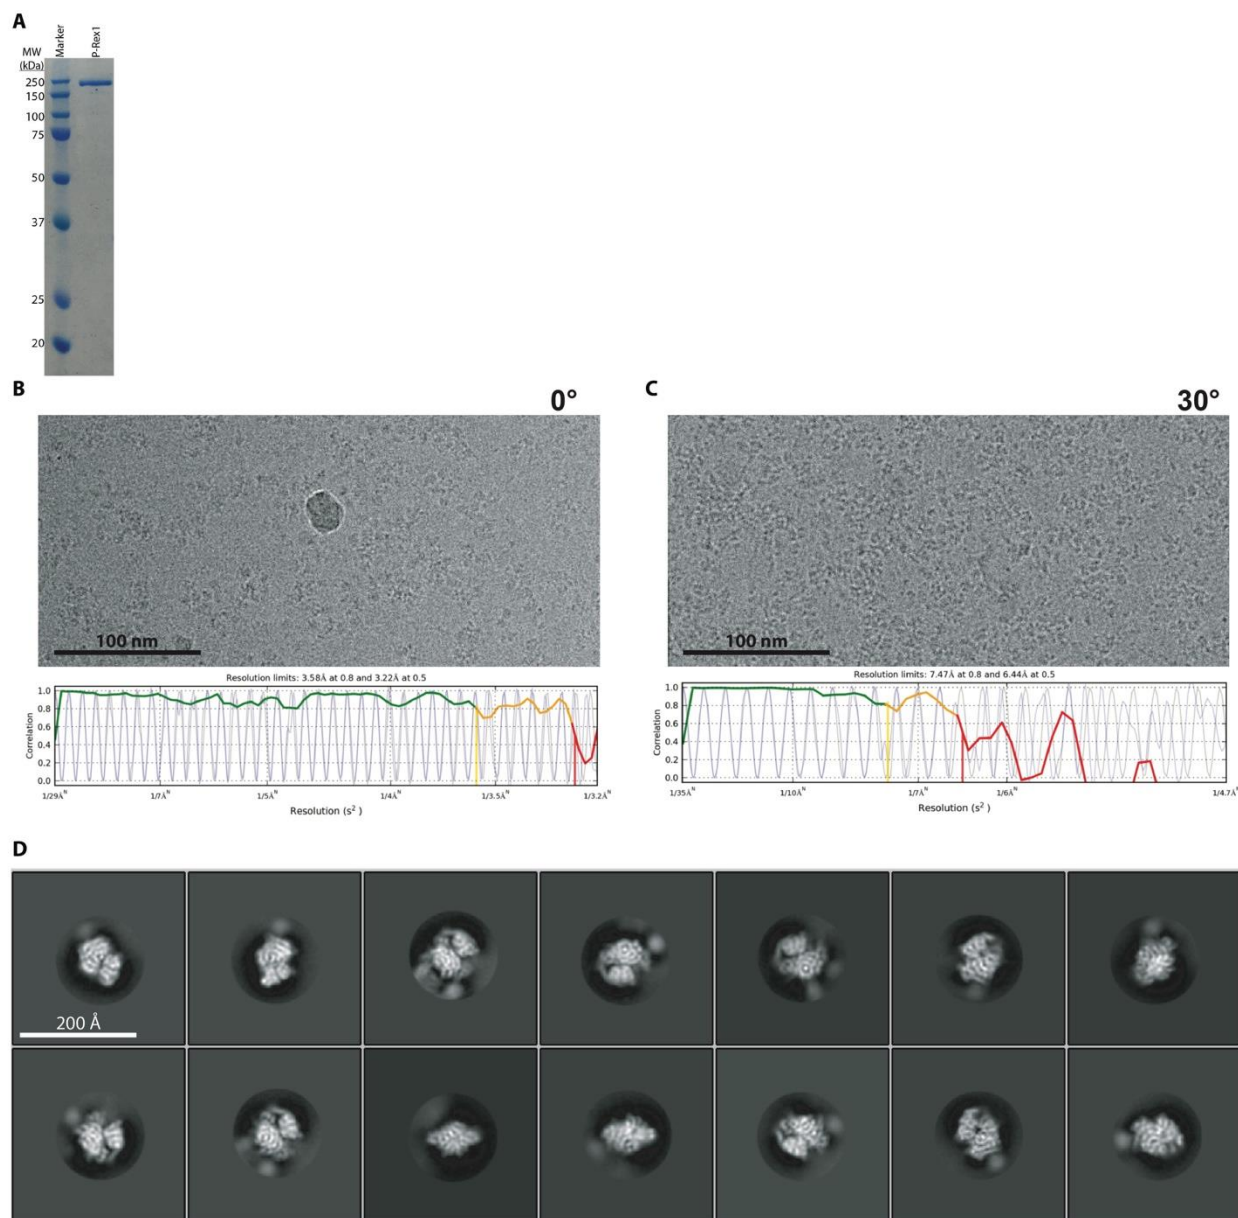 A
MW
(kDa)
Marker
P-Rex1
250
150
100
75
50
37
25
20
B
0°
100 nm
Resolution limits: 3.58Å at 0.8 and 3.22Å at 0.5
Correlation
1.0
0.8
0.6
0.4
0.2
0.0
1/29Å 1/7Å 1/5Å 1/4Å 1/3.5Å 1/3.2Å
Resolution (s²)
C
30°
100 nm
Resolution limits: 7.47Å at 0.8 and 6.44Å at 0.5
Correlation
1.0
0.8
0.6
0.4
0.2
0.0
1/35Å 1/10Å 1/7Å 1/6Å 1/4.7Å
Resolution (s²)
D
200 Å